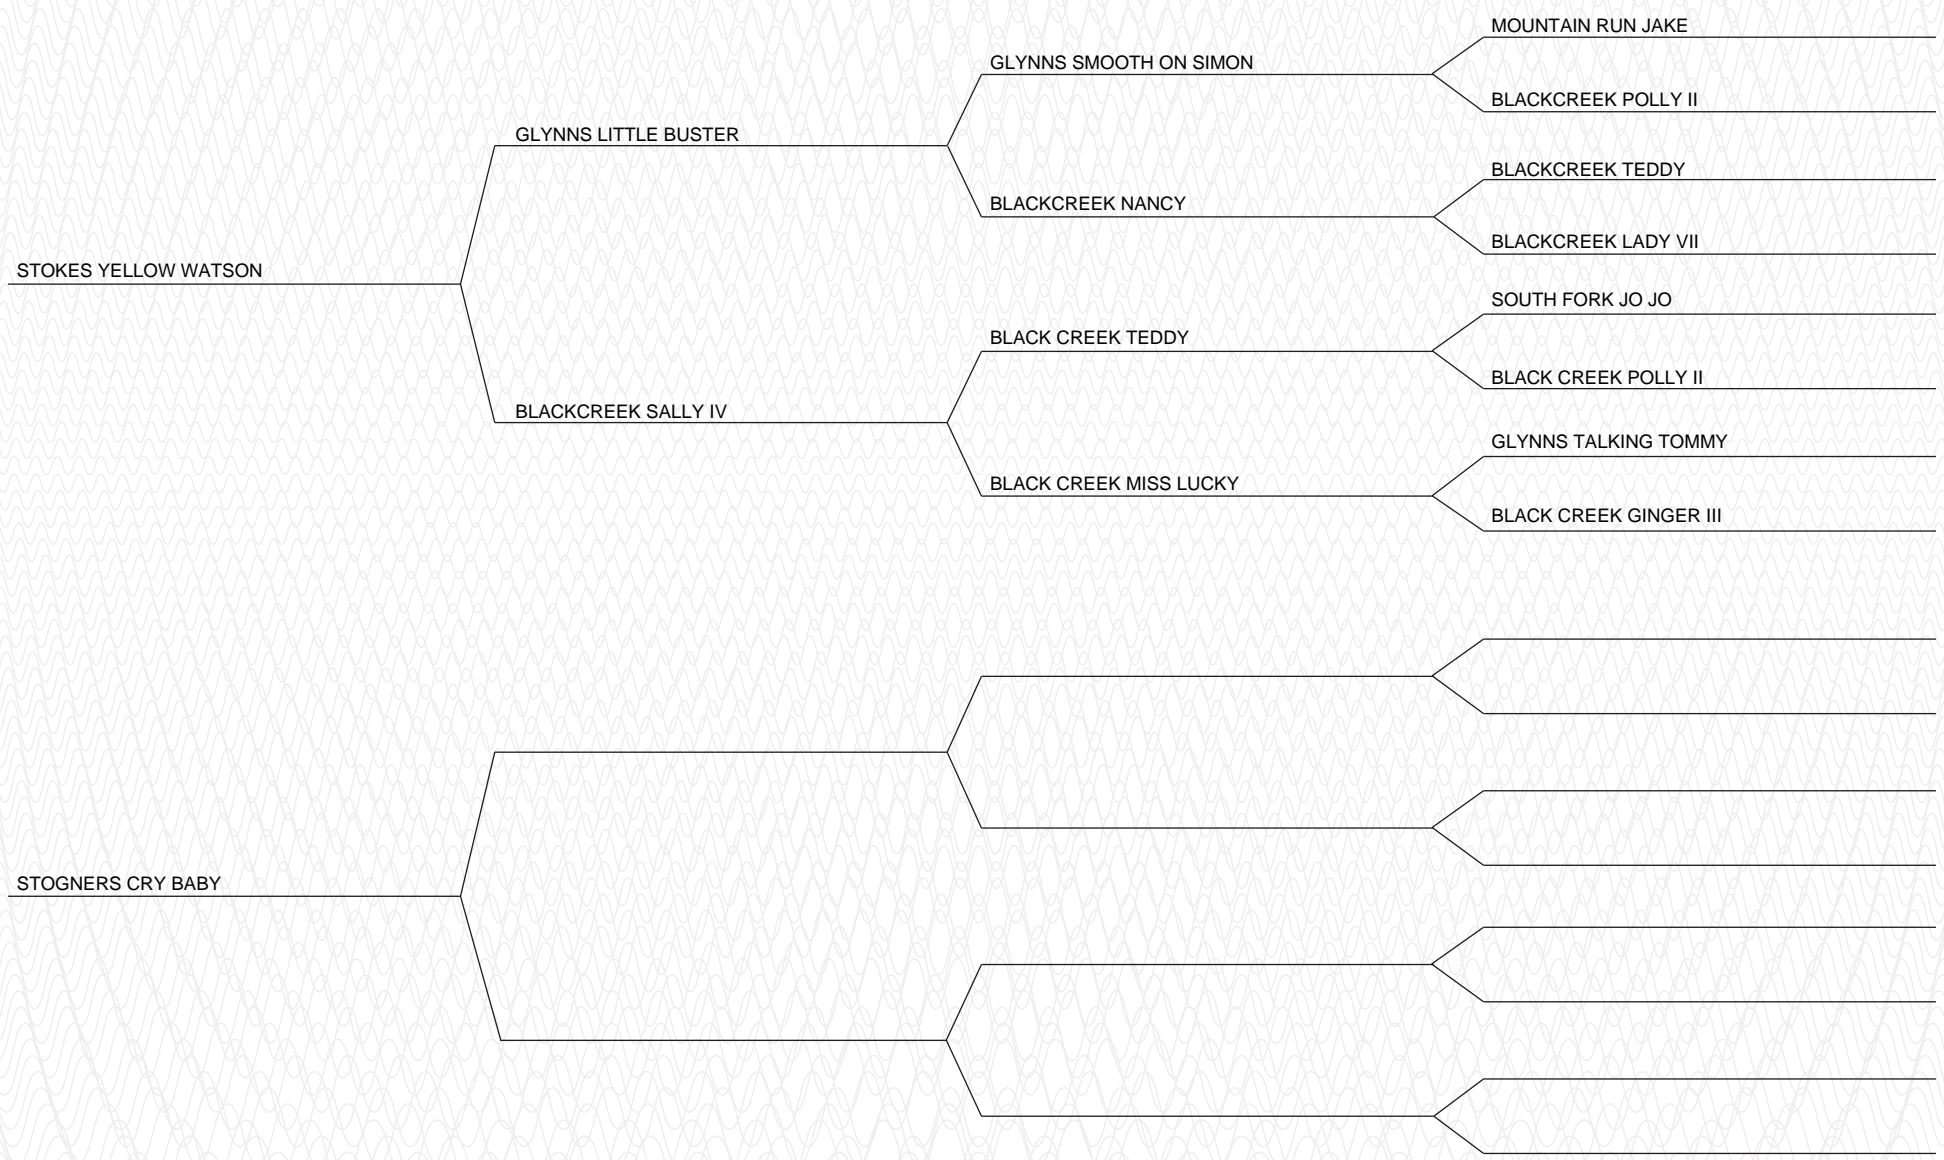 MOUNTAIN RUN JAKE
GLYNNS SMOOTH ON SIMON
BLACKCREEK POLLY II
GLYNNS LITTLE BUSTER
BLACKCREEK TEDDY
BLACKCREEK NANCY
BLACKCREEK LADY VII
STOKES YELLOW WATSON
SOUTH FORK JO JO
BLACK CREEK TEDDY
BLACK CREEK POLLY II
BLACKCREEK SALLY IV
GLYNNS TALKING TOMMY
BLACK CREEK MISS LUCKY
BLACK CREEK GINGER III
STOGNERS CRY BABY